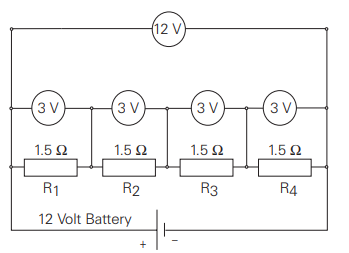 12 V
3 V 3 V 3 V 3 V
1.5 Ω 1.5 Ω 1.5 Ω 1.5 Ω
R1 R2 R3 R4
12 Volt Battery
+ −